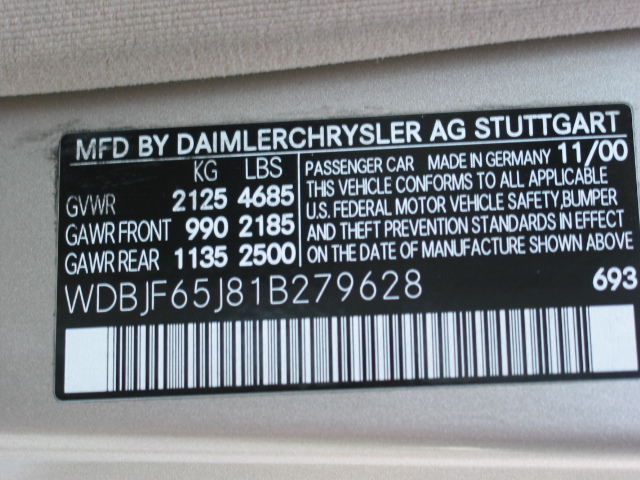 MFD BY DAIMLERCHRYSLER AG STUTTGART
KG LBS
GVWR 2125 4685
GAWR FRONT 990 2185
GAWR REAR 1135 2500
PASSENGER CAR MADE IN GERMANY 11/00
THIS VEHICLE CONFORMS TO ALL APPLICABLE
U.S. FEDERAL MOTOR VEHICLE SAFETY,BUMPER
AND THEFT PREVENTION STANDARDS IN EFFECT
ON THE DATE OF MANUFACTURE SHOWN ABOVE
WDBJF65J81B279628 693